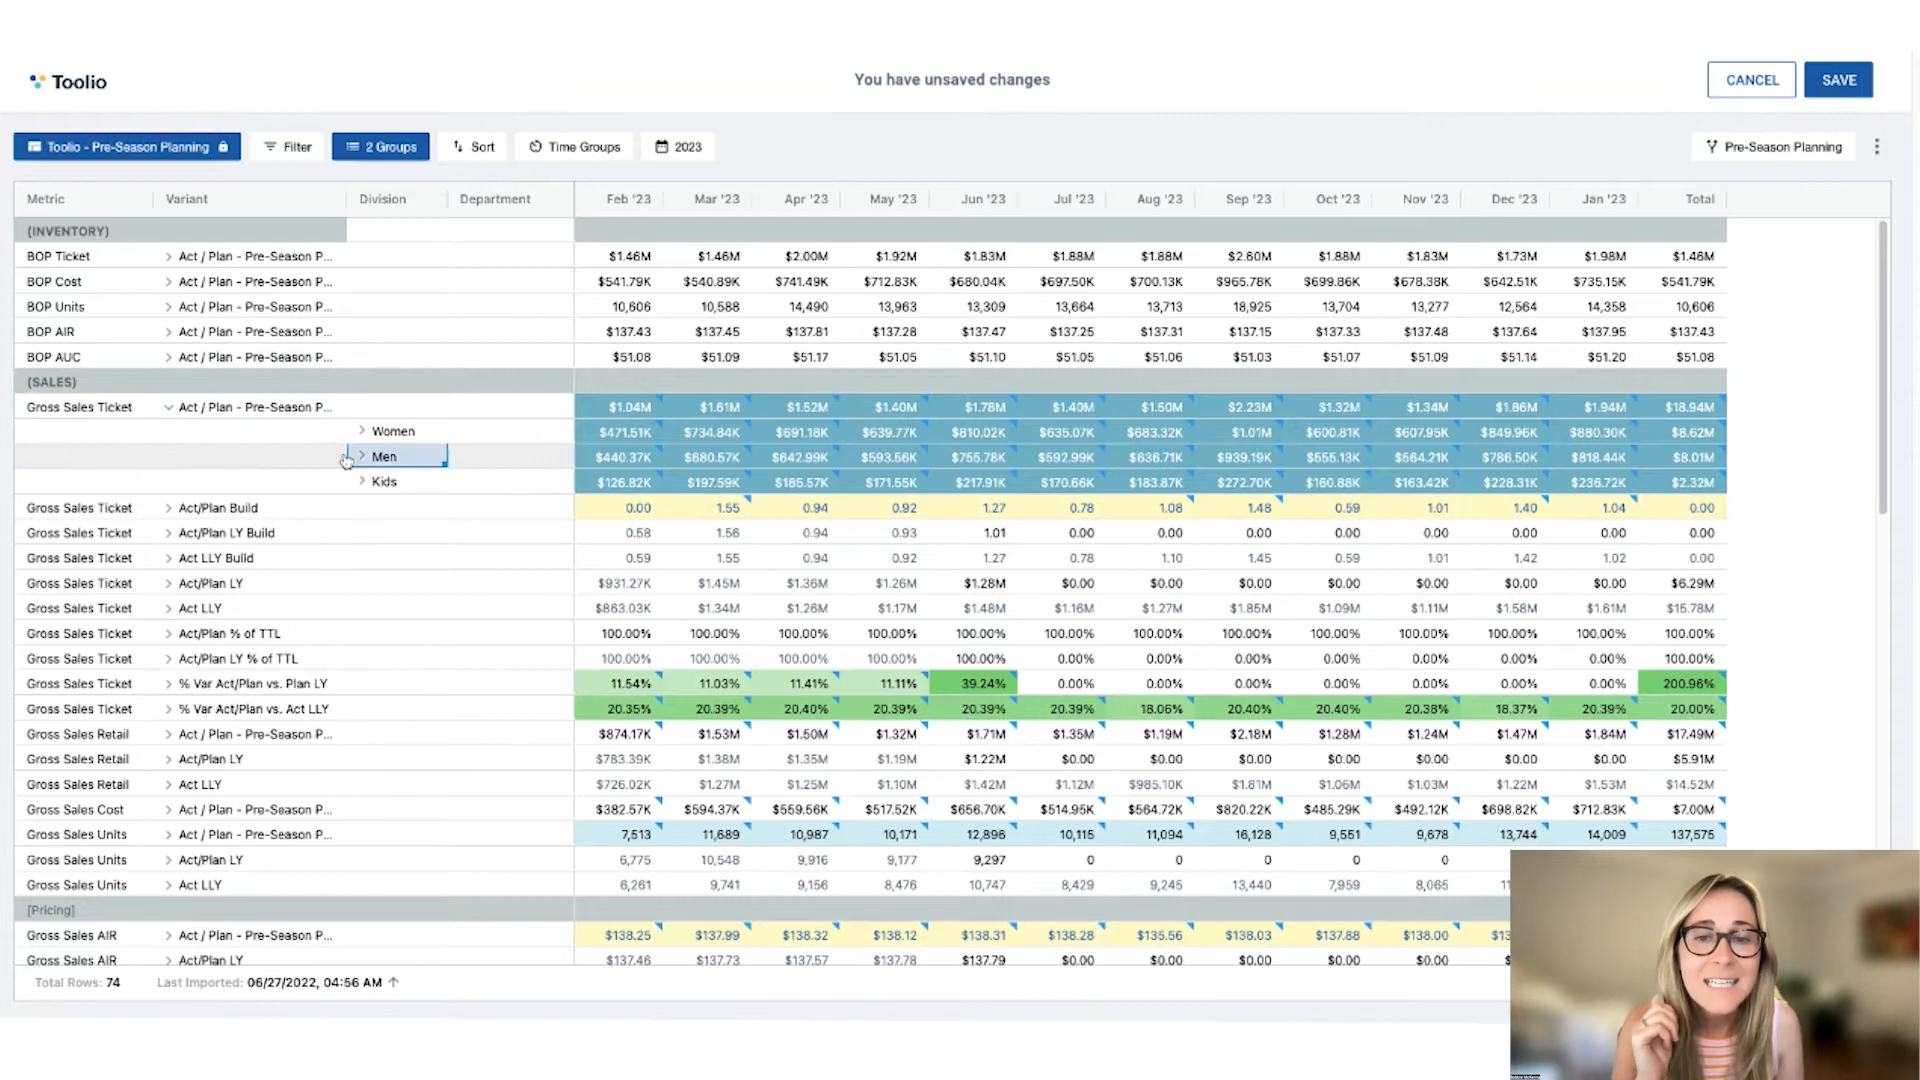 Toolio
You have unsaved changes
CANCEL SAVE
Toolio - Pre-Season Planning Filter 2 Groups Sort Time Groups 2023 Pre-Season Planning
Metric Variant Division Department Feb '23 Mar '23 Apr '23 May '23 Jun '23 Jul '23 Aug '23 Sep '23 Oct '23 Nov '23 Dec '23 Jan '23 Total
(INVENTORY)
BOP Ticket Act / Plan - Pre-Season P... $1.46M $1.46M $2.00M $1.92M $1.83M $1.88M $1.88M $2.60M $1.88M $1.83M $1.73M $1.98M $1.46M
BOP Cost Act / Plan - Pre-Season P... $541.79K $540.89K $741.49K $712.83K $680.04K $697.50K $700.13K $965.78K $699.86K $678.38K $642.51K $735.15K $541.79K
BOP Units Act / Plan - Pre-Season P... 10,606 10,588 14,490 13,963 13,309 13,664 13,713 18,925 13,704 13,277 12,564 14,358 10,606
BOP AIR Act / Plan - Pre-Season P... $137.43 $137.45 $137.81 $137.28 $137.47 $137.25 $137.31 $137.15 $137.33 $137.48 $137.64 $137.95 $137.43
BOP AUC Act / Plan - Pre-Season P... $51.08 $51.09 $51.17 $51.05 $51.10 $51.05 $51.06 $51.03 $51.07 $51.09 $51.14 $51.20 $51.08
(SALES)
Gross Sales Ticket Act / Plan - Pre-Season P... $1.04M $1.61M $1.52M $1.40M $1.78M $1.40M $1.50M $2.23M $1.32M $1.34M $1.86M $1.94M $18.94M
Women $471.51K $734.84K $691.18K $639.77K $810.02K $635.07K $683.32K $1.01M $600.81K $607.95K $849.96K $880.30K $8.62M
Men $440.37K $680.57K $642.99K $593.56K $755.78K $592.99K $636.71K $939.19K $555.13K $564.21K $786.50K $818.44K $8.01M
Kids $126.82K $197.59K $185.57K $171.55K $217.91K $170.66K $183.87K $272.70K $160.88K $163.42K $228.31K $236.72K $2.32M
Gross Sales Ticket Act/Plan Build 0.00 1.55 0.94 0.92 1.27 0.78 1.08 1.48 0.59 1.01 1.40 1.04 0.00
Gross Sales Ticket Act/Plan LY Build 0.58 1.56 0.94 0.93 1.01 0.00 0.00 0.00 0.00 0.00 0.00 0.00 0.00
Gross Sales Ticket Act LLY Build 0.59 1.55 0.94 0.92 1.27 0.78 1.10 1.45 0.59 1.01 1.42 1.02 0.00
Gross Sales Ticket Act/Plan LY $931.27K $1.45M $1.36M $1.26M $1.28M $0.00 $0.00 $0.00 $0.00 $0.00 $0.00 $0.00 $6.29M
Gross Sales Ticket Act LLY $863.03K $1.34M $1.26M $1.17M $1.48M $1.16M $1.27M $1.85M $1.09M $1.11M $1.58M $1.61M $15.78M
Gross Sales Ticket Act/Plan % of TTL 100.00% 100.00% 100.00% 100.00% 100.00% 100.00% 100.00% 100.00% 100.00% 100.00% 100.00% 100.00% 100.00%
Gross Sales Ticket Act/Plan LY % of TTL 100.00% 100.00% 100.00% 100.00% 100.00% 0.00% 0.00% 0.00% 0.00% 0.00% 0.00% 0.00% 100.00%
Gross Sales Ticket % Var Act/Plan vs. Plan LY 11.54% 11.03% 11.41% 11.11% 39.24% 0.00% 0.00% 0.00% 0.00% 0.00% 0.00% 0.00% 200.96%
Gross Sales Ticket % Var Act/Plan vs. Act LLY 20.35% 20.39% 20.40% 20.39% 20.39% 20.39% 18.06% 20.40% 20.40% 20.38% 18.37% 20.39% 20.00%
Gross Sales Retail Act / Plan - Pre-Season P... $874.17K $1.53M $1.50M $1.32M $1.71M $1.35M $1.19M $2.18M $1.28M $1.24M $1.47M $1.84M $17.49M
Gross Sales Retail Act/Plan LY $783.39K $1.38M $1.35M $1.19M $1.22M $0.00 $0.00 $0.00 $0.00 $0.00 $0.00 $0.00 $5.91M
Gross Sales Retail Act LLY $726.02K $1.27M $1.25M $1.10M $1.42M $1.12M $985.10K $1.81M $1.06M $1.03M $1.22M $1.53M $14.52M
Gross Sales Cost Act / Plan - Pre-Season P... $382.57K $594.37K $559.56K $517.52K $656.70K $514.95K $564.72K $820.22K $485.29K $492.12K $698.82K $712.83K $7.00M
Gross Sales Units Act / Plan - Pre-Season P... 7,513 11,689 10,987 10,171 12,896 10,115 11,094 16,128 9,551 9,678 13,744 14,009 137,575
Gross Sales Units Act/Plan LY 6,775 10,548 9,916 9,177 9,297 0 0 0 0 0
Gross Sales Units Act LLY 6,261 9,741 9,156 8,476 10,747 8,429 9,245 13,440 7,959 8,065 11
[Pricing]
Gross Sales AIR Act / Plan - Pre-Season P... $138.25 $137.99 $138.32 $138.12 $138.31 $138.28 $135.56 $138.03 $137.88 $138.00 $13
Gross Sales AIR Act/Plan LY $137.46 $137.73 $137.57 $137.78 $137.79 $0.00 $0.00 $0.00 $0.00 $0.00
Total Rows: 74 Last Imported: 06/27/2022, 04:56 AM